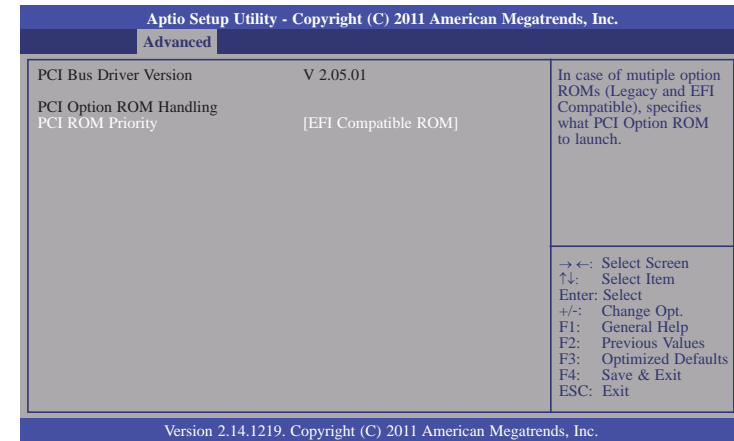 Aptio Setup Utility - Copyright (C) 2011 American Megatrends, Inc.
Advanced
PCI Bus Driver Version V 2.05.01
PCI Option ROM Handling
PCI ROM Priority [EFI Compatible ROM]
In case of mutiple option
ROMs (Legacy and EFI
Compatible), specifies
what PCI Option ROM
to launch.
→←: Select Screen
↑↓: Select Item
Enter: Select
+/-: Change Opt.
F1: General Help
F2: Previous Values
F3: Optimized Defaults
F4: Save & Exit
ESC: Exit
Version 2.14.1219. Copyright (C) 2011 American Megatrends, Inc.